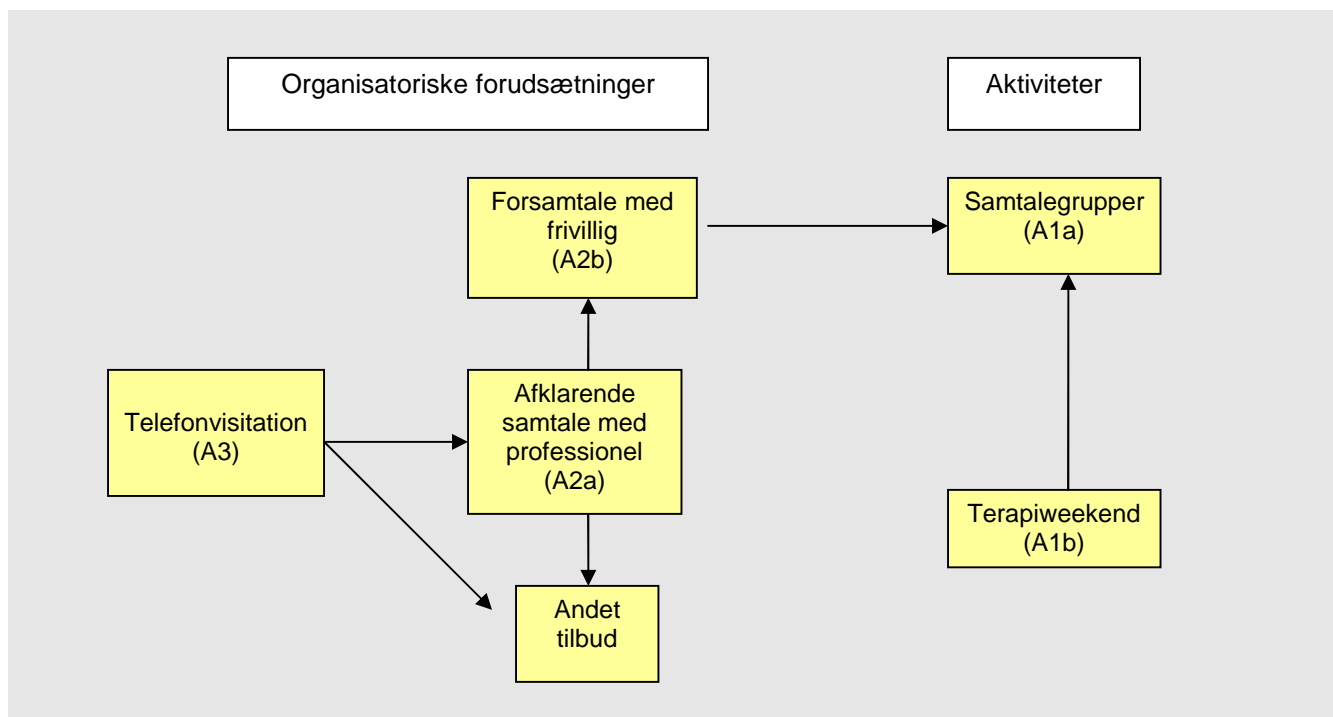 Organisatoriske forudsætninger
Aktiviteter
Forsamtale med
frivillig
(A2b)
Samtalegrupper
(A1a)
Telefonvisitation
(A3)
Afklarende
samtale med
professionel
(A2a)
Terapiweekend
(A1b)
Andet
tilbud